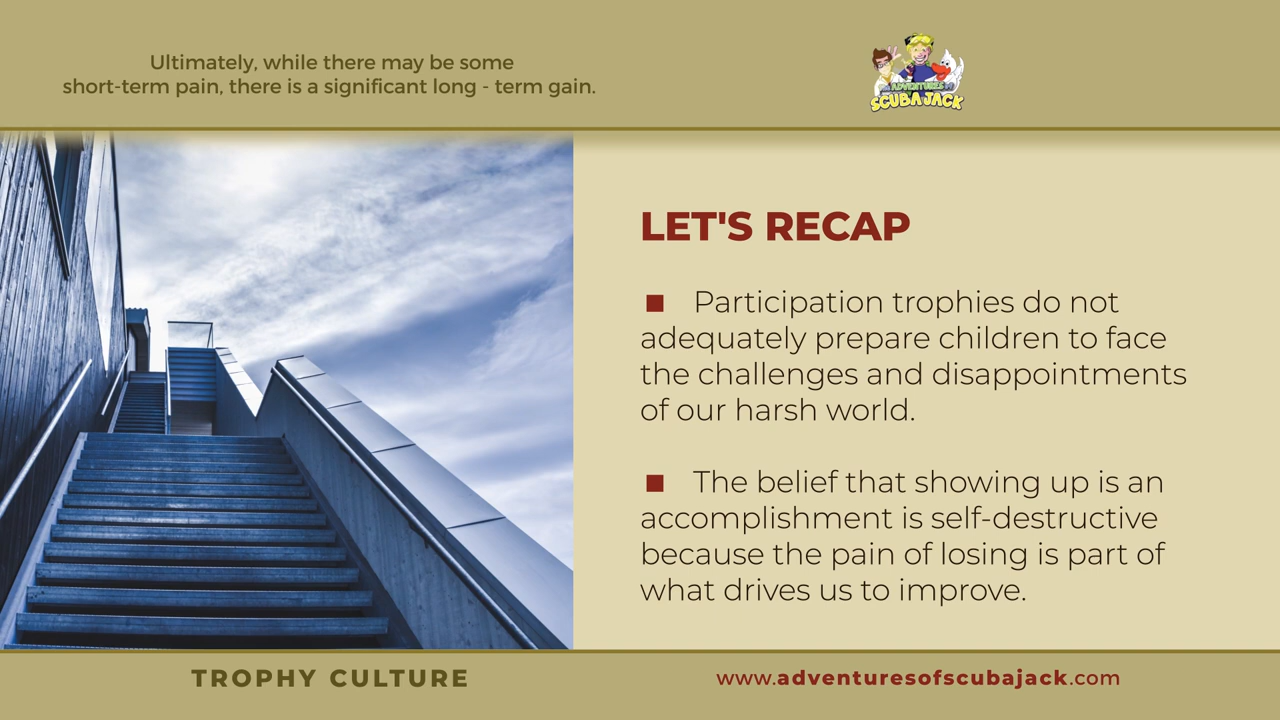 Ultimately, while there may be some
short-term pain, there is a significant long - term gain.
THE ADVENTURES OF
SCUBA JACK
LET'S RECAP
■ Participation trophies do not
adequately prepare children to face
the challenges and disappointments
of our harsh world.
■ The belief that showing up is an
accomplishment is self-destructive
because the pain of losing is part of
what drives us to improve.
TROPHY CULTURE
www.adventuresofscubajack.com